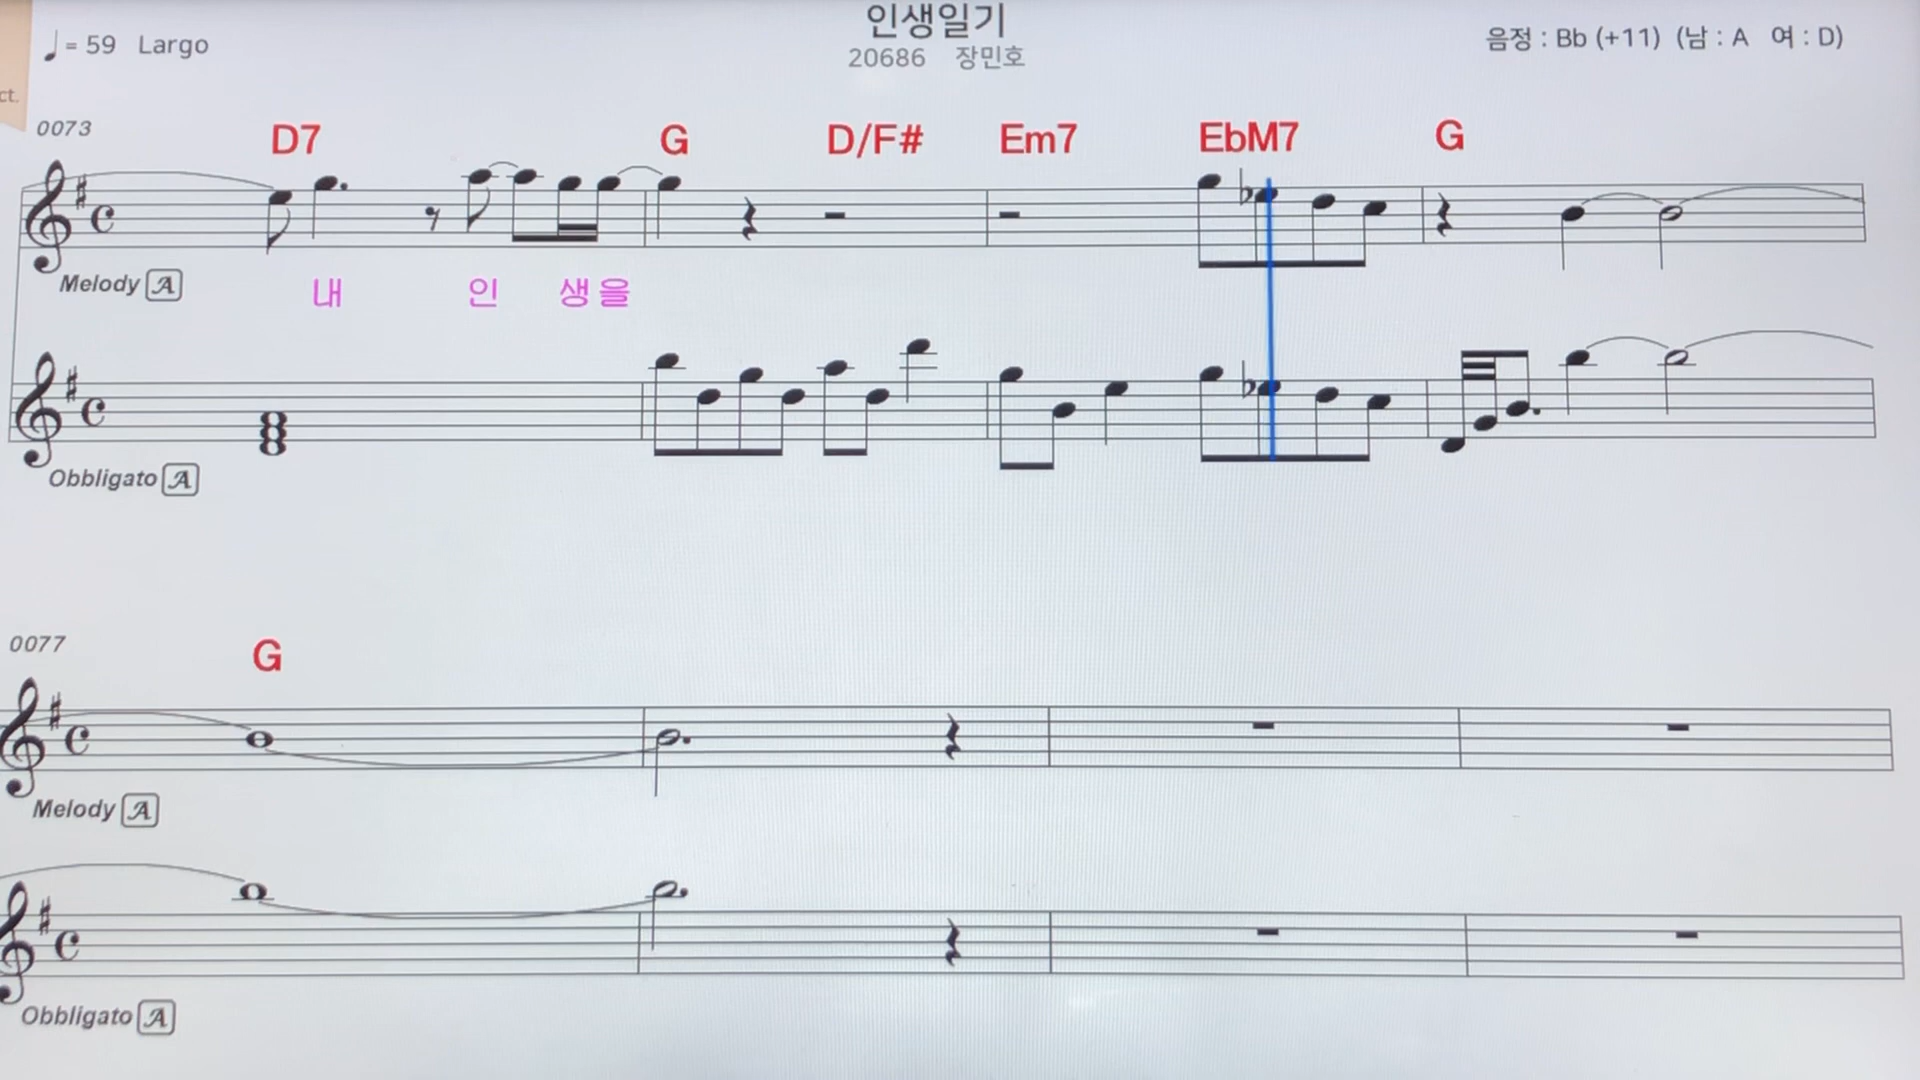 인생일기
♩= 59 Largo
20686 장민호
음정 : Bb (+11) (남 : A 여 : D)
ct.
0073
D7 G D/F# Em7 EbM7 G
Melody A
내 인 생 을
Obbligato A
0077
G
Melody A
Obbligato A